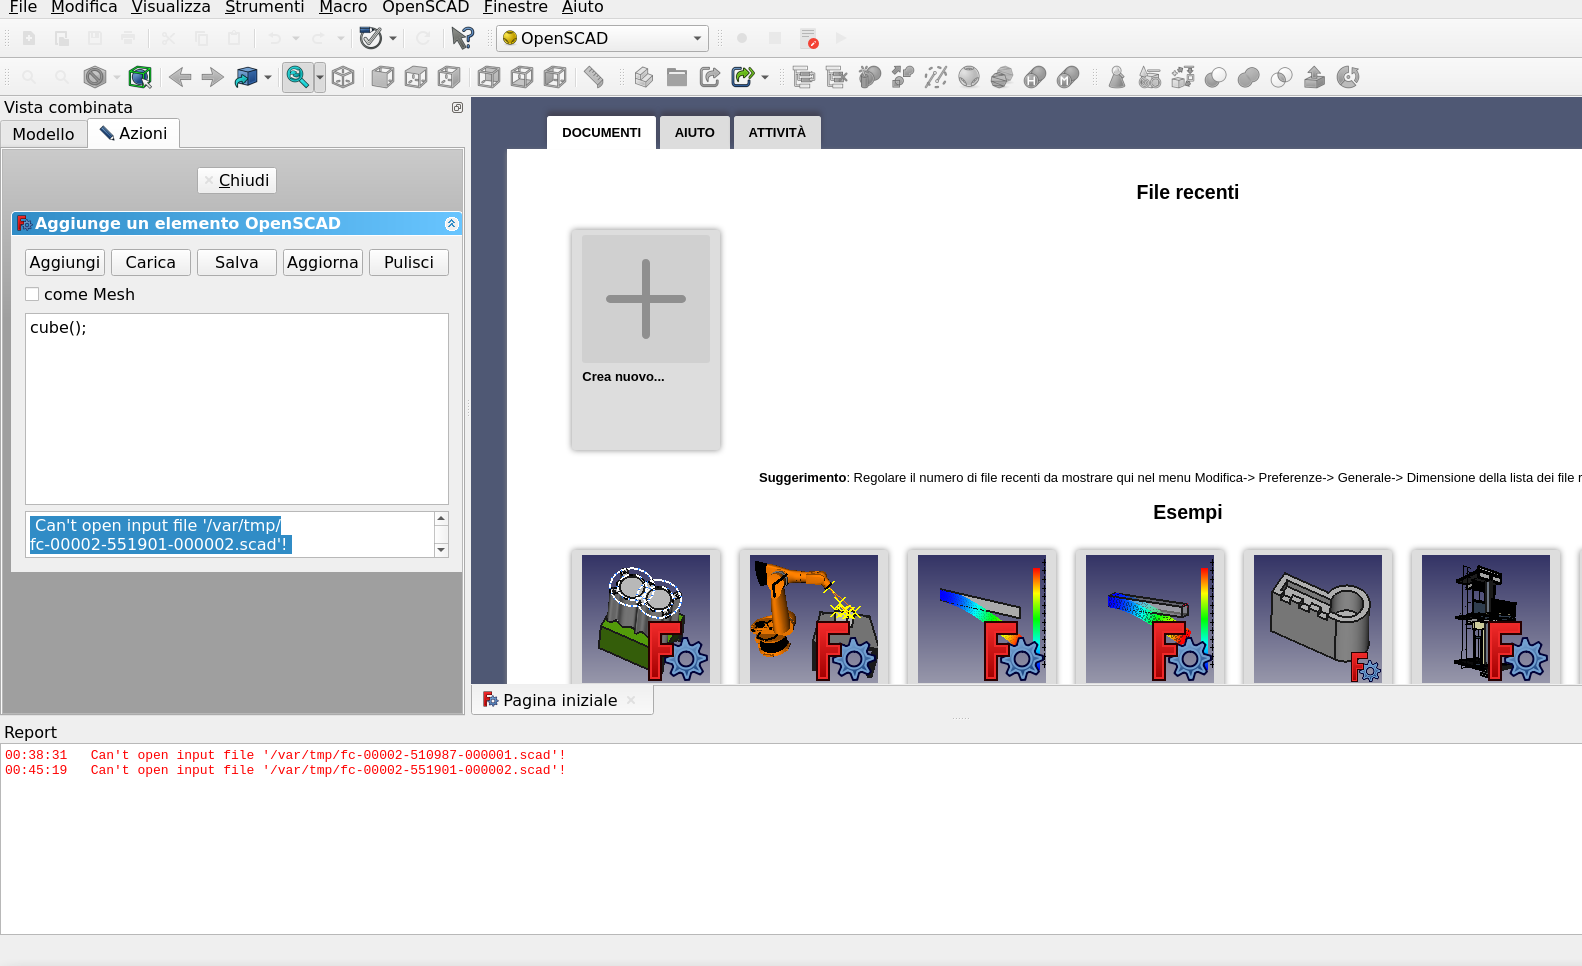 File Modifica Visualizza Strumenti Macro OpenSCAD Finestre Aiuto
OpenSCAD
Vista combinata
Modello Azioni
Chiudi
Aggiunge un elemento OpenSCAD
Aggiungi Carica Salva Aggiorna Pulisci
come Mesh
cube();
Can't open input file '/var/tmp/
fc-00002-551901-000002.scad'!
DOCUMENTI AIUTO ATTIVITÀ
File recenti
Crea nuovo...
Suggerimento: Regolare il numero di file recenti da mostrare qui nel menu Modifica-> Preferenze-> Generale-> Dimensione della lista dei file r
Esempi
Pagina iniziale
Report
00:38:31 Can't open input file '/var/tmp/fc-00002-510987-000001.scad'!
00:45:19 Can't open input file '/var/tmp/fc-00002-551901-000002.scad'!